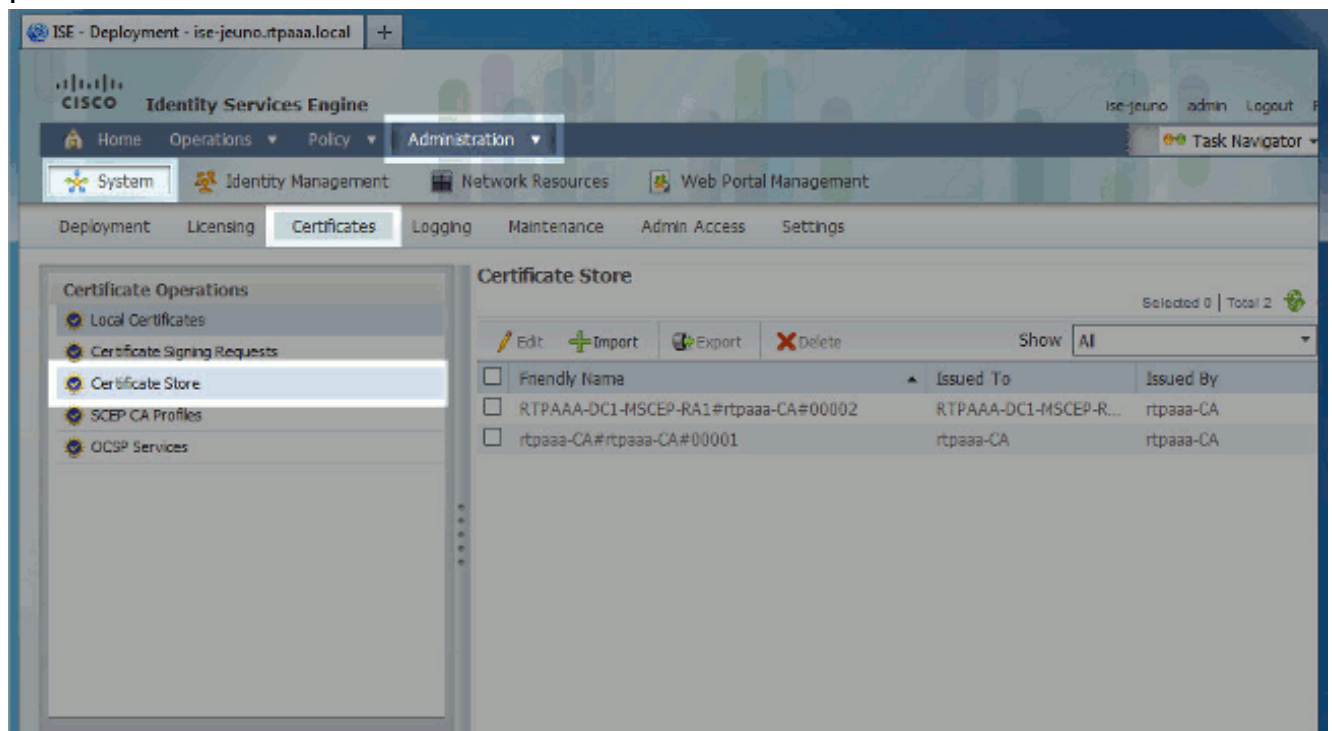 ISE - Deployment - ise-jeuno.rtpaaa.local +
CISCO Identity Services Engine
ise-jeuno admin Logout
Home Operations Policy Administration Task Navigator
System Identity Management Network Resources Web Portal Management
Deployment Licensing Certificates Logging Maintenance Admin Access Settings
Certificate Operations
Local Certificates
Certificate Signing Requests
Certificate Store
SCEP CA Profiles
OCSP Services
Certificate Store
Selected 0 | Total 2
Edit Import Export Delete Show All
Friendly Name Issued To Issued By
RTPAAA-DC1-MSCEP-RA1#rtpaaa-CA#00002 RTPAAA-DC1-MSCEP-R... rtpaaa-CA
rtpaaa-CA#rtpaaa-CA#00001 rtpaaa-CA rtpaaa-CA